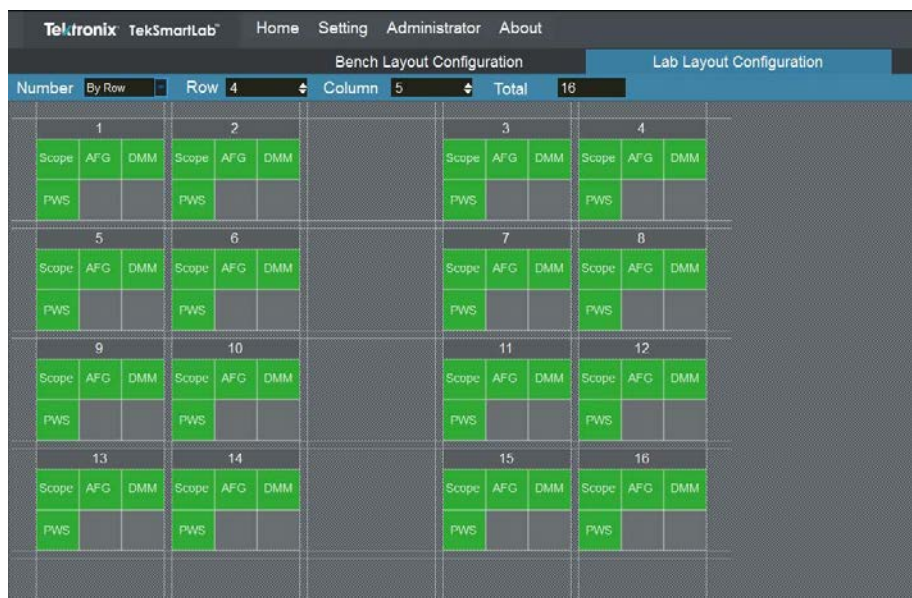 Tektronix TekSmartLab™ Home Setting Administrator About
Bench Layout Configuration Lab Layout Configuration
Number By Row Row 4 Column 5 Total 16
1 2 3 4
Scope AFG DMM Scope AFG DMM Scope AFG DMM Scope AFG DMM
PWS PWS PWS PWS
5 6 7 8
Scope AFG DMM Scope AFG DMM Scope AFG DMM Scope AFG DMM
PWS PWS PWS PWS
9 10 11 12
Scope AFG DMM Scope AFG DMM Scope AFG DMM Scope AFG DMM
PWS PWS PWS PWS
13 14 15 16
Scope AFG DMM Scope AFG DMM Scope AFG DMM Scope AFG DMM
PWS PWS PWS PWS